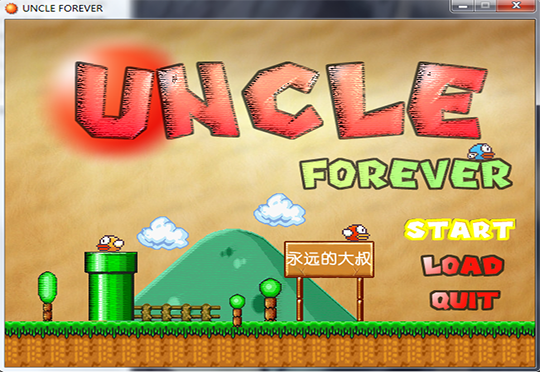 UNCLE FOREVER
UNCLE
FOREVER
永远的大叔
START
LOAD
QUIT